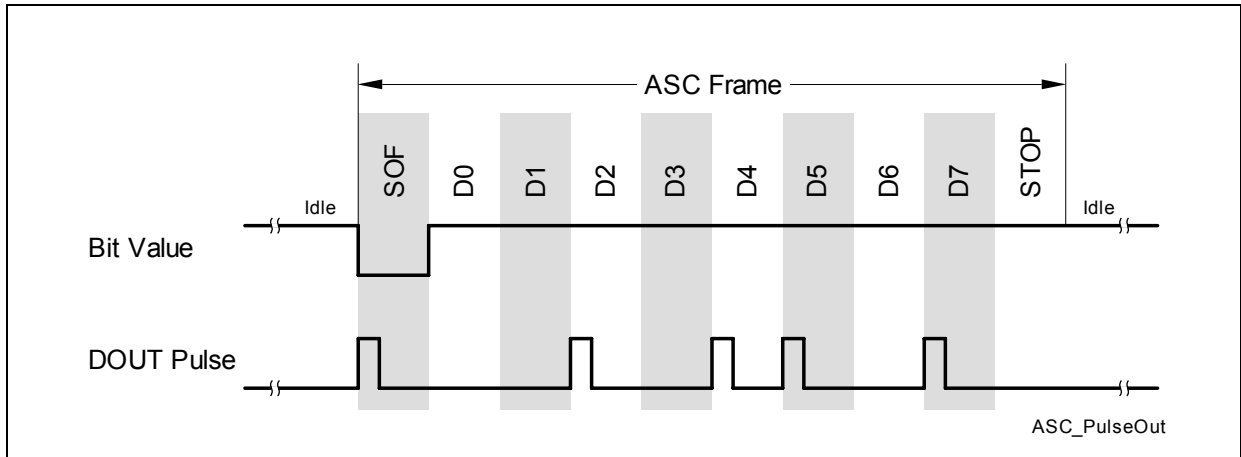 ASC Frame
SOF D0 D1 D2 D3 D4 D5 D6 D7 STOP
Idle Idle
Bit Value
DOUT Pulse
ASC_PulseOut